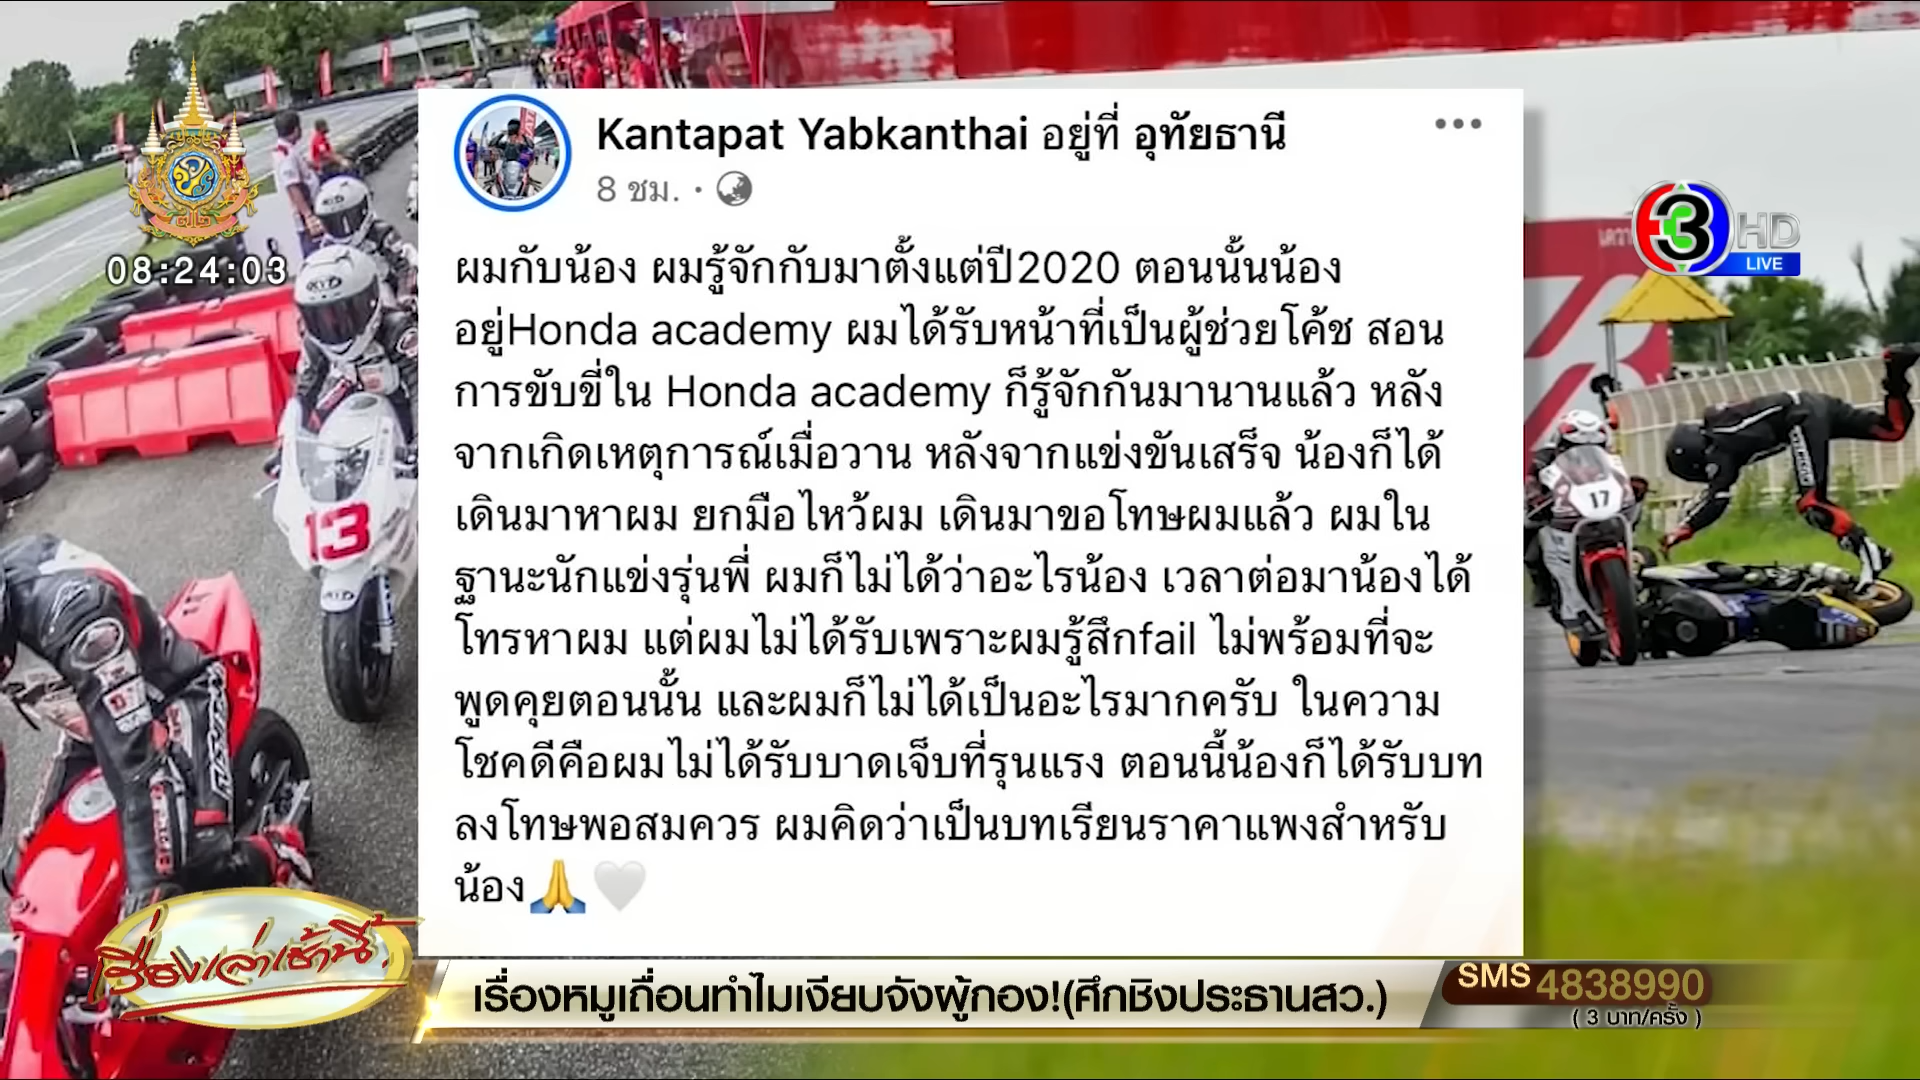 Kantapat Yabkanthai อยู่ที่ อุทัยธานี
8 ชม.
08:24:03
3 HD
LIVE
ผมกับน้อง ผมรู้จักกับมาตั้งแต่ปี2020 ตอนนั้นน้อง
อยู่Honda academy ผมได้รับหน้าที่เป็นผู้ช่วยโค้ช สอน
การขับขี่ใน Honda academy ก็รู้จักกันมานานแล้ว หลัง
จากเกิดเหตุการณ์เมื่อวาน หลังจากแข่งขันเสร็จ น้องก็ได้
เดินมาหาผม ยกมือไหว้ผม เดินมาขอโทษผมแล้ว ผมใน
ฐานะนักแข่งรุ่นพี่ ผมก็ไม่ได้ว่าอะไรน้อง เวลาต่อมาน้องได้
โทรหาผม แต่ผมไม่ได้รับเพราะผมรู้สึกfail ไม่พร้อมที่จะ
พูดคุยตอนนั้น และผมก็ไม่ได้เป็นอะไรมากครับ ในความ
โชคดีคือผมไม่ได้รับบาดเจ็บที่รุนแรง ตอนนี้น้องก็ได้รับบท
ลงโทษพอสมควร ผมคิดว่าเป็นบทเรียนราคาแพงสำหรับ
น้อง🙏🤍
13
17
เรื่องเล่าเช้านี้
เรื่องหมูเถื่อนทำไมเงียบจังผู้กอง!(ศึกชิงประธานสว.)
SMS 4838990
( 3 บาท/ครั้ง )